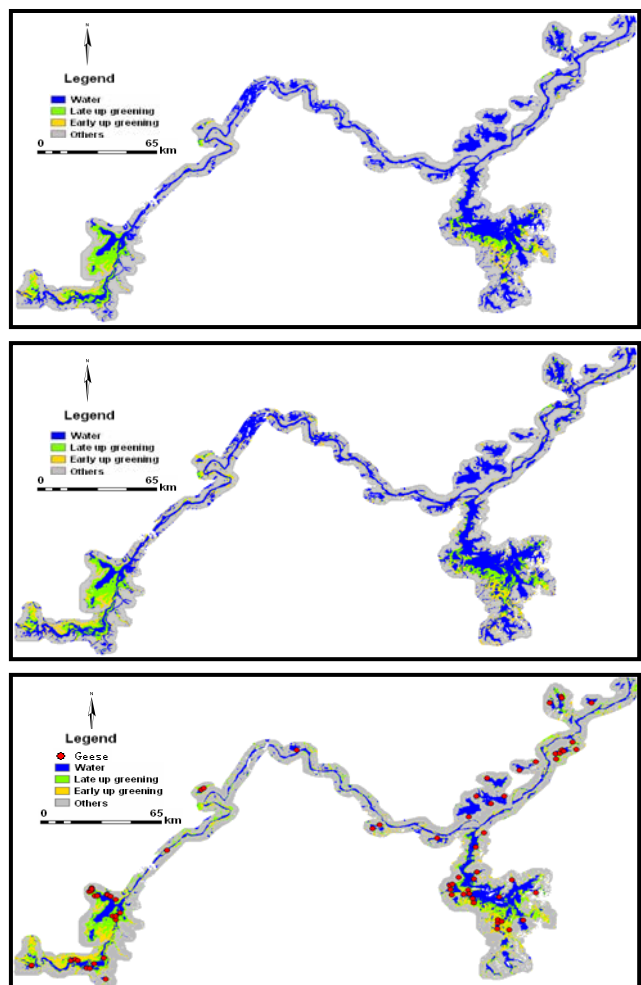 N
Legend
Water
Late up greening
Early up greening
Others
0 65
km
N
Legend
Water
Late up greening
Early up greening
Others
0 65
km
N
Legend
Geese
Water
Late up greening
Early up greening
Others
0 65
km